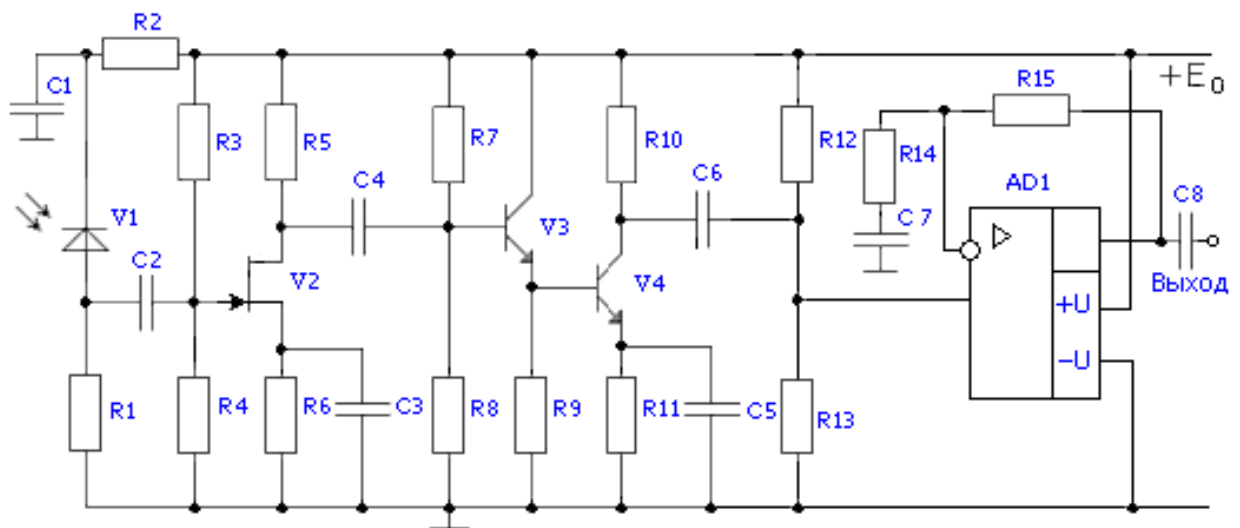 R2
C1
R3
R5
R7
R10
R12
R15
+E₀
R14
C6
AD1
C4
C7
C8
V1
V3
C2
V2
V4
Выход
+U
-U
R1
R4
R6
C3
R8
R9
R11
C5
R13